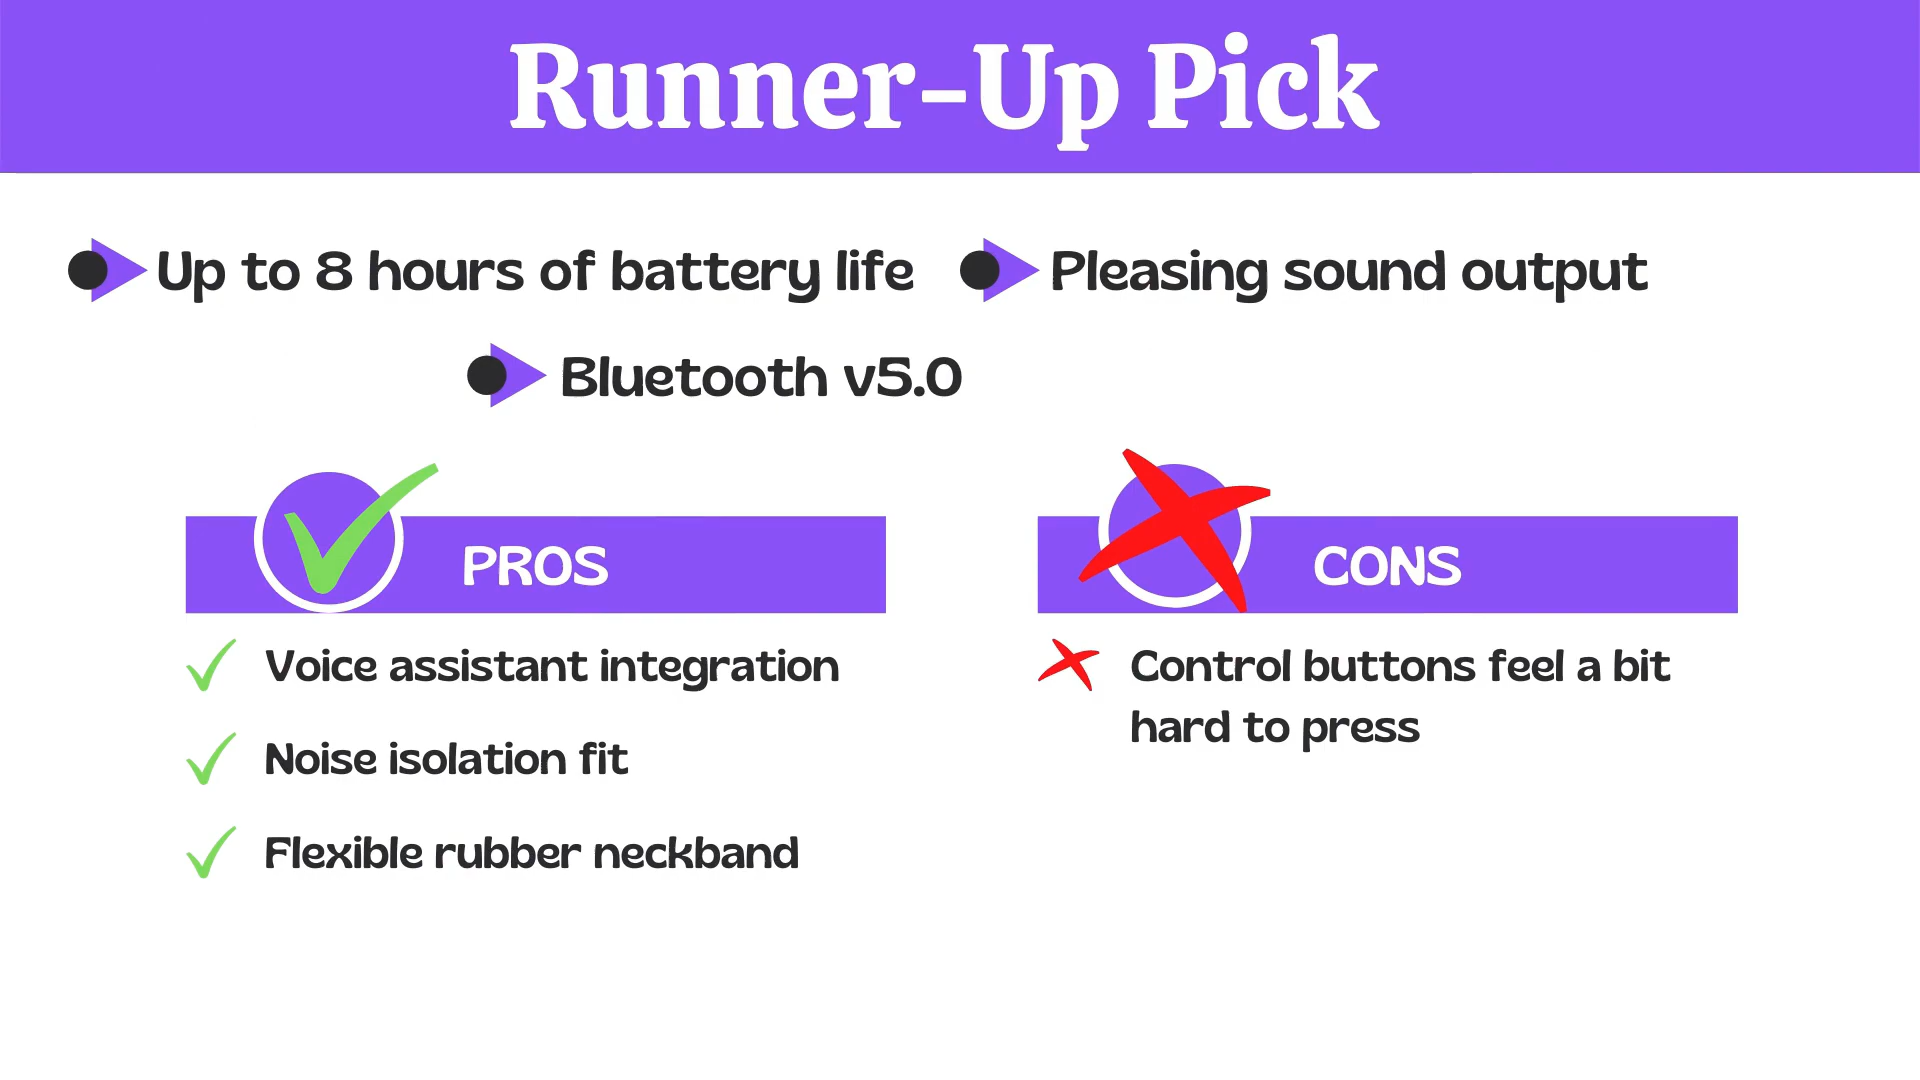 Runner-Up Pick
Up to 8 hours of battery life
Pleasing sound output
Bluetooth v5.0
PROS
Voice assistant integration
Noise isolation fit
Flexible rubber neckband
CONS
Control buttons feel a bit
hard to press